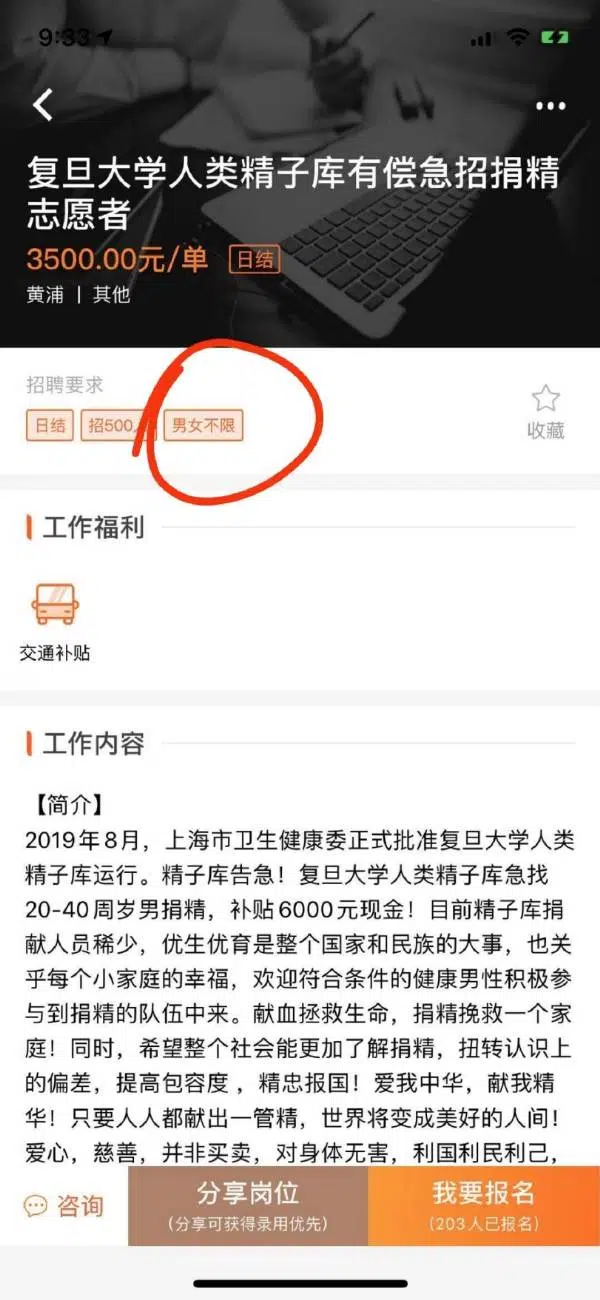 9:33
复旦大学人类精子库有偿急招捐精
志愿者
3500.00元/单 日结
黄浦 | 其他
招聘要求
日结 招500人 男女不限
收藏
工作福利
交通补贴
工作内容
【简介】
2019年8月，上海市卫生健康委正式批准复旦大学人类
精子库运行。精子库告急！复旦大学人类精子库急找
20-40周岁男捐精，补贴6000元现金！目前精子库捐
献人员稀少，优生优育是整个国家和民族的大事，也关
乎每个小家庭的幸福，欢迎符合条件的健康男性积极参
与到捐精的队伍中来。献血拯救生命，捐精挽救一个家
庭！同时，希望整个社会能更加了解捐精，扭转认识上
的偏差，提高包容度 ，精忠报国！爱我中华，献我精
华！只要人人都献出一管精，世界将变成美好的人间！
爱心，慈善，并非买卖，对身体无害，利国利民利己，
咨询
分享岗位
(分享可获得录用优先)
我要报名
(203人已报名)